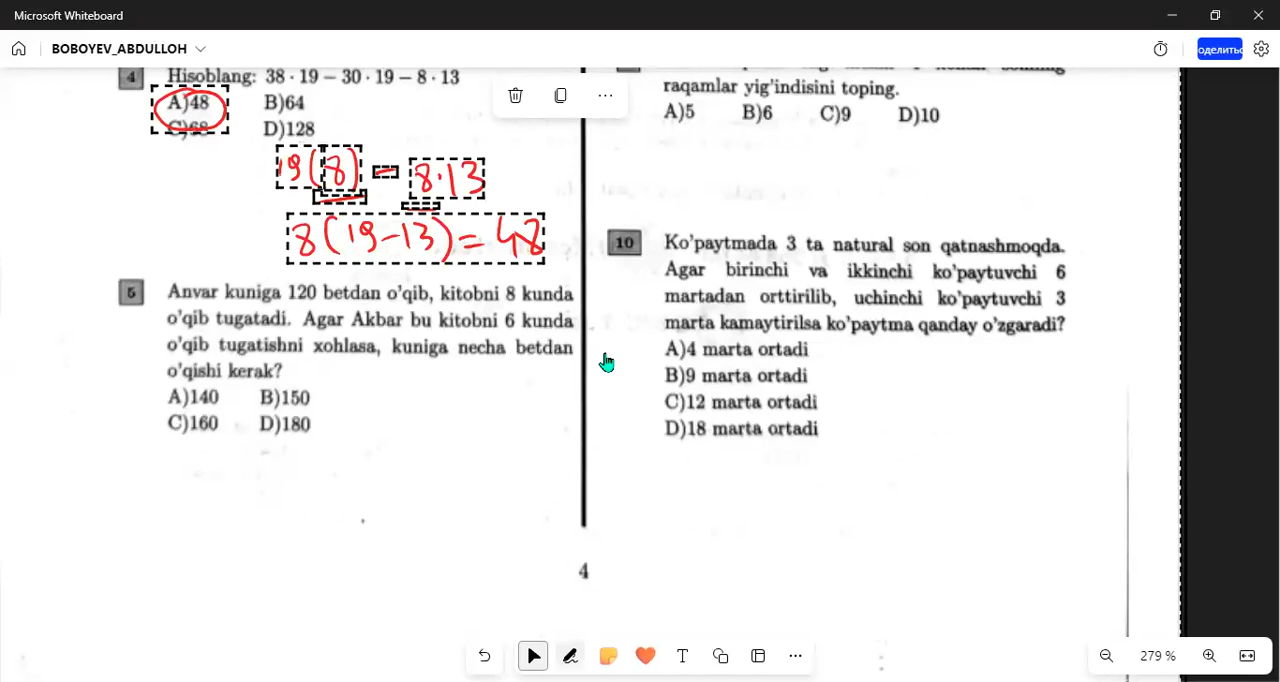 Microsoft Whiteboard
BOBOYEV_ABDULLOH
оделитьс
4 Hisoblang: 38 · 19 − 30 · 19 − 8 · 13
A)48 B)64
C)68 D)128
19(8) − 8·13
8(19−13)=48
5 Anvar kuniga 120 betdan o'qib, kitobni 8 kunda
o'qib tugatadi. Agar Akbar bu kitobni 6 kunda
o'qib tugatishni xohlasa, kuniga necha betdan
o'qishi kerak?
A)140 B)150
C)160 D)180
raqamlar yig'indisini toping.
A)5 B)6 C)9 D)10
10 Ko'paytmada 3 ta natural son qatnashmoqda.
Agar birinchi va ikkinchi ko'paytuvchi 6
martadan orttirilib, uchinchi ko'paytuvchi 3
marta kamaytirilsa ko'paytma qanday o'zgaradi?
A)4 marta ortadi
B)9 marta ortadi
C)12 marta ortadi
D)18 marta ortadi
4
279 %